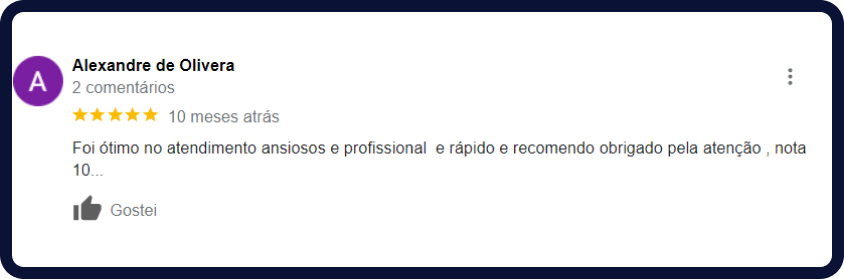 A
Alexandre de Olivera
2 comentários
10 meses atrás
Foi ótimo no atendimento ansiosos e profissional e rápido e recomendo obrigado pela atenção , nota
10...
Gostei